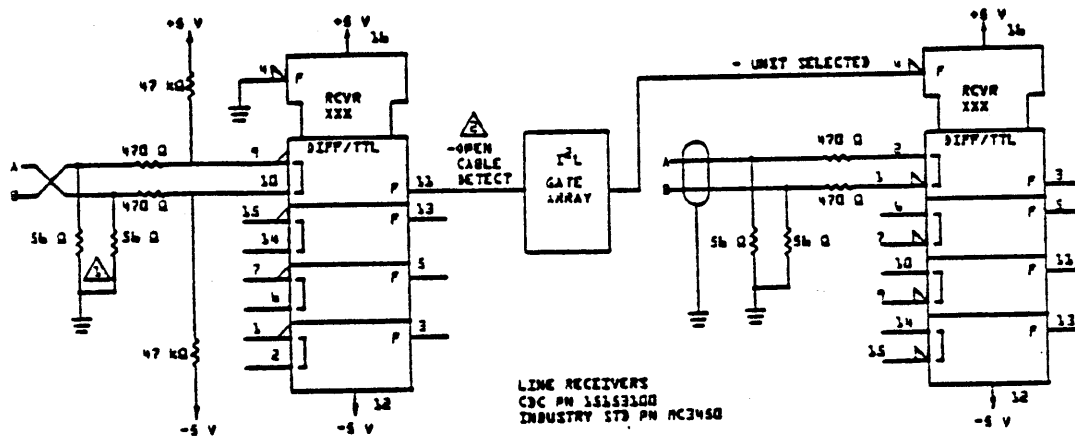 +5 V
16
+5 V
16
47 kΩ
4
F
RCVR
XXX
- UNIT SELECTED
4
F
RCVR
XXX
470 Ω
9
DIFF/TTL
2
-OPEN
CABLE
DETECT
I²L
GATE
ARRAY
470 Ω
2
DIFF/TTL
A
B
10
F
11
A
B
1
F
3
470 Ω
15
13
470 Ω
6
5
56 Ω
56 Ω
1
14
56 Ω
56 Ω
7
7
F
5
10
F
11
6
9
1
F
3
14
F
13
47 kΩ
2
15
LINE RECEIVERS
CDC PN 15153100
INDUSTRY STD PN MC3450
12
-5 V
-5 V
12
-5 V